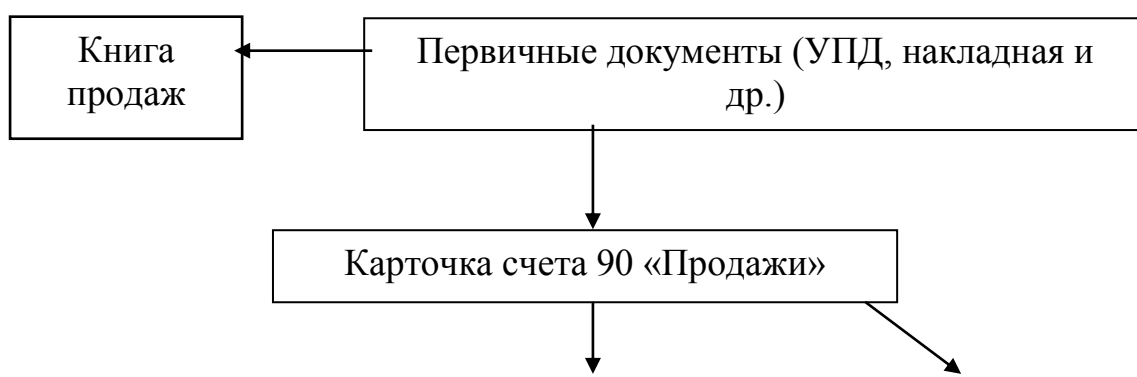 Книга
продаж
Первичные документы (УПД, накладная и
др.)
Карточка счета 90 «Продажи»